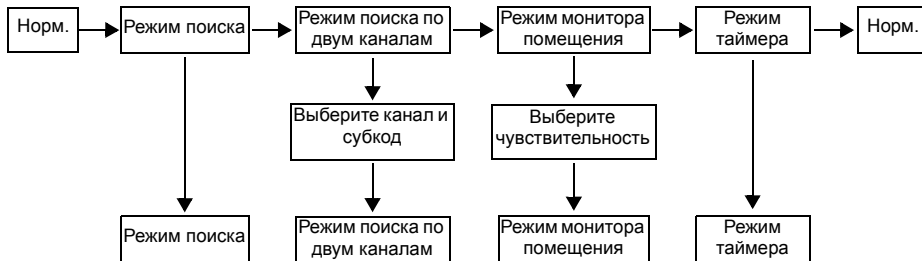 Норм.
Режим поиска
Режим поиска по
двум каналам
Режим монитора
помещения
Режим
таймера
Норм.
Выберите канал и
субкод
Выберите
чувствительность
Режим поиска
Режим поиска по
двум каналам
Режим монитора
помещения
Режим
таймера